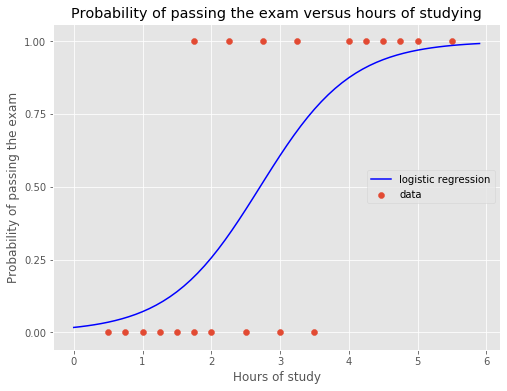 Probability of passing the exam versus hours of studying
Probability of passing the exam
1.00
0.75
0.50
0.25
0.00
logistic regression
data
0 1 2 3 4 5 6
Hours of study